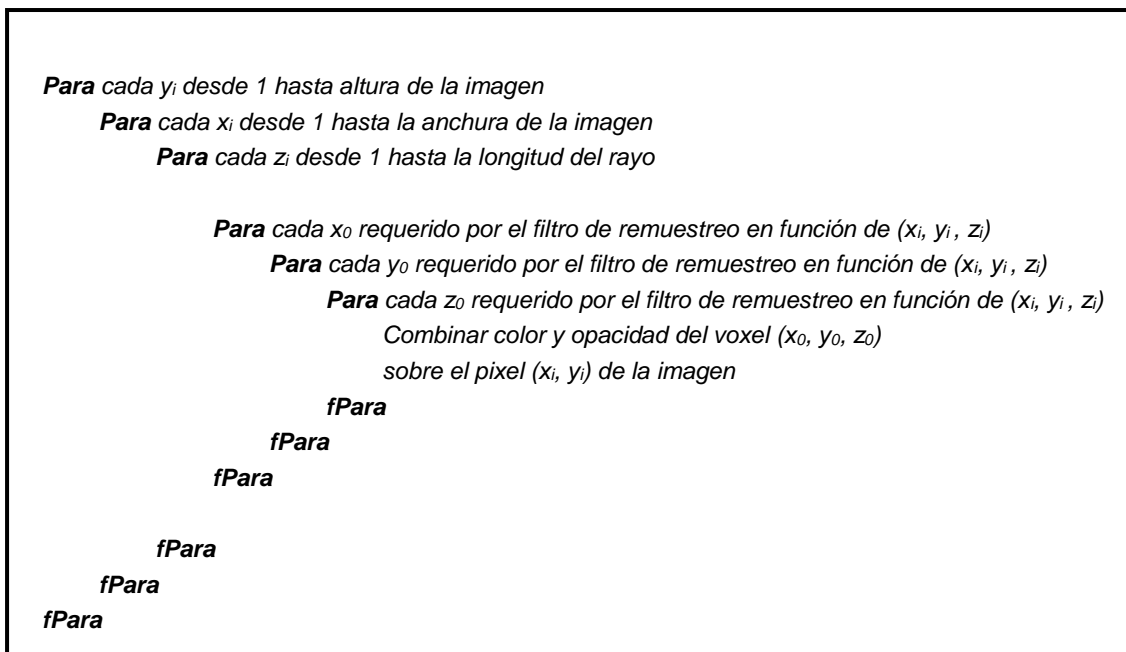 Para cada yi desde 1 hasta altura de la imagen
Para cada xi desde 1 hasta la anchura de la imagen
Para cada zi desde 1 hasta la longitud del rayo
Para cada x0 requerido por el filtro de remuestreo en función de (xi, yi , zi)
Para cada y0 requerido por el filtro de remuestreo en función de (xi, yi , zi)
Para cada z0 requerido por el filtro de remuestreo en función de (xi, yi , zi)
Combinar color y opacidad del voxel (x0, y0, z0)
sobre el pixel (xi, yi) de la imagen
fPara
fPara
fPara
fPara
fPara
fPara